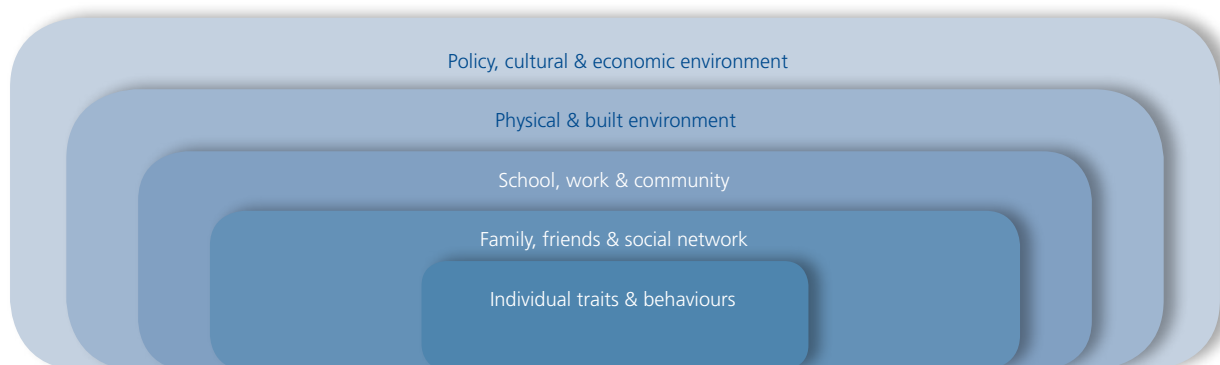 Policy, cultural & economic environment
Physical & built environment
School, work & community
Family, friends & social network
Individual traits & behaviours